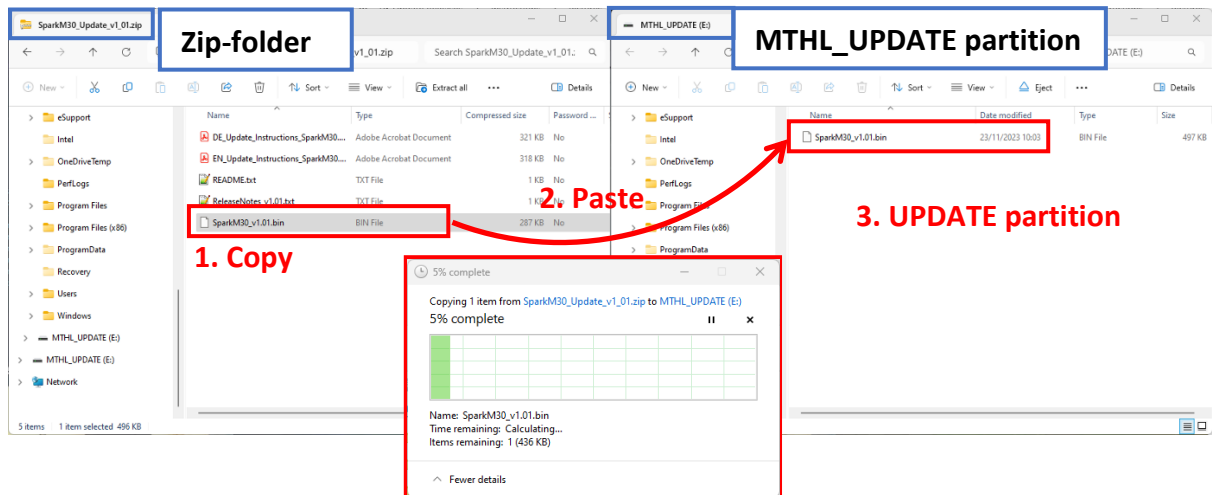 SparkM30_Update_v1_01.zip
Zip-folder
v1_01.zip
Search SparkM30_Update_v1_01.:
New
Sort
View
Extract all
Details
Name
Type
Compressed size
Password ...
eSupport
Intel
OneDriveTemp
PerfLogs
Program Files
Program Files (x86)
ProgramData
Recovery
Users
Windows
MTHL_UPDATE (E:)
MTHL_UPDATE (E:)
Network
DE_Update_Instructions_SparkM30.... Adobe Acrobat Document 321 KB No
EN_Update_Instructions_SparkM30.... Adobe Acrobat Document 318 KB No
README.txt TXT File 1 KB No
ReleaseNotes_v1.01.txt TXT File 1 KB No
SparkM30_v1.01.bin BIN File 287 KB No
1. Copy
2. Paste
5 items 1 item selected 496 KB
MTHL_UPDATE (E:)
MTHL_UPDATE partition
DATE (E:)
New
Sort
View
Eject
Details
Name
Date modified
Type
Size
eSupport
Intel
OneDriveTemp
PerfLogs
Program Files
Program Files (x86)
ProgramData
SparkM30_v1.01.bin 23/11/2023 10:03 BIN File 497 KB
3. UPDATE partition
5% complete
Copying 1 item from SparkM30_Update_v1_01.zip to MTHL_UPDATE (E:)
5% complete
Name: SparkM30_v1.01.bin
Time remaining: Calculating...
Items remaining: 1 (436 KB)
Fewer details